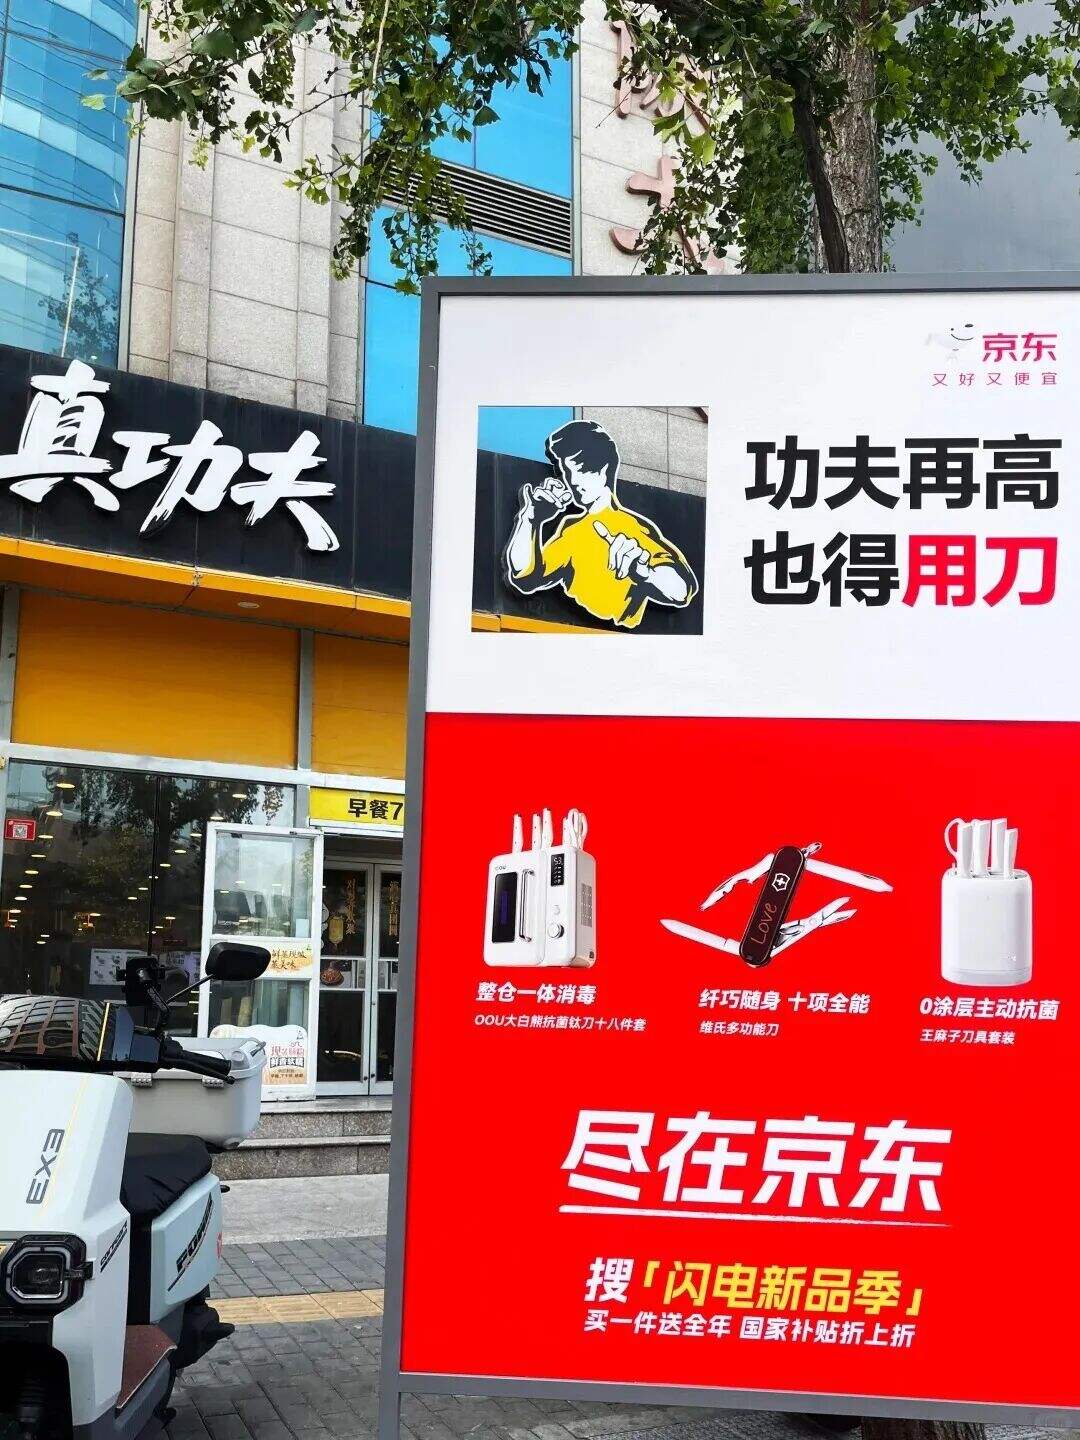 真功夫
早餐7
京东
又好又便宜
功夫再高
也得用刀
OOU
整仓一体消毒
OOU大白熊抗菌钛刀十八件套
Love
纤巧随身 十项全能
维氏多功能刀
0涂层主动抗菌
王麻子刀具套装
尽在京东
搜「闪电新品季」
买一件送全年 国家补贴折上折
EX3